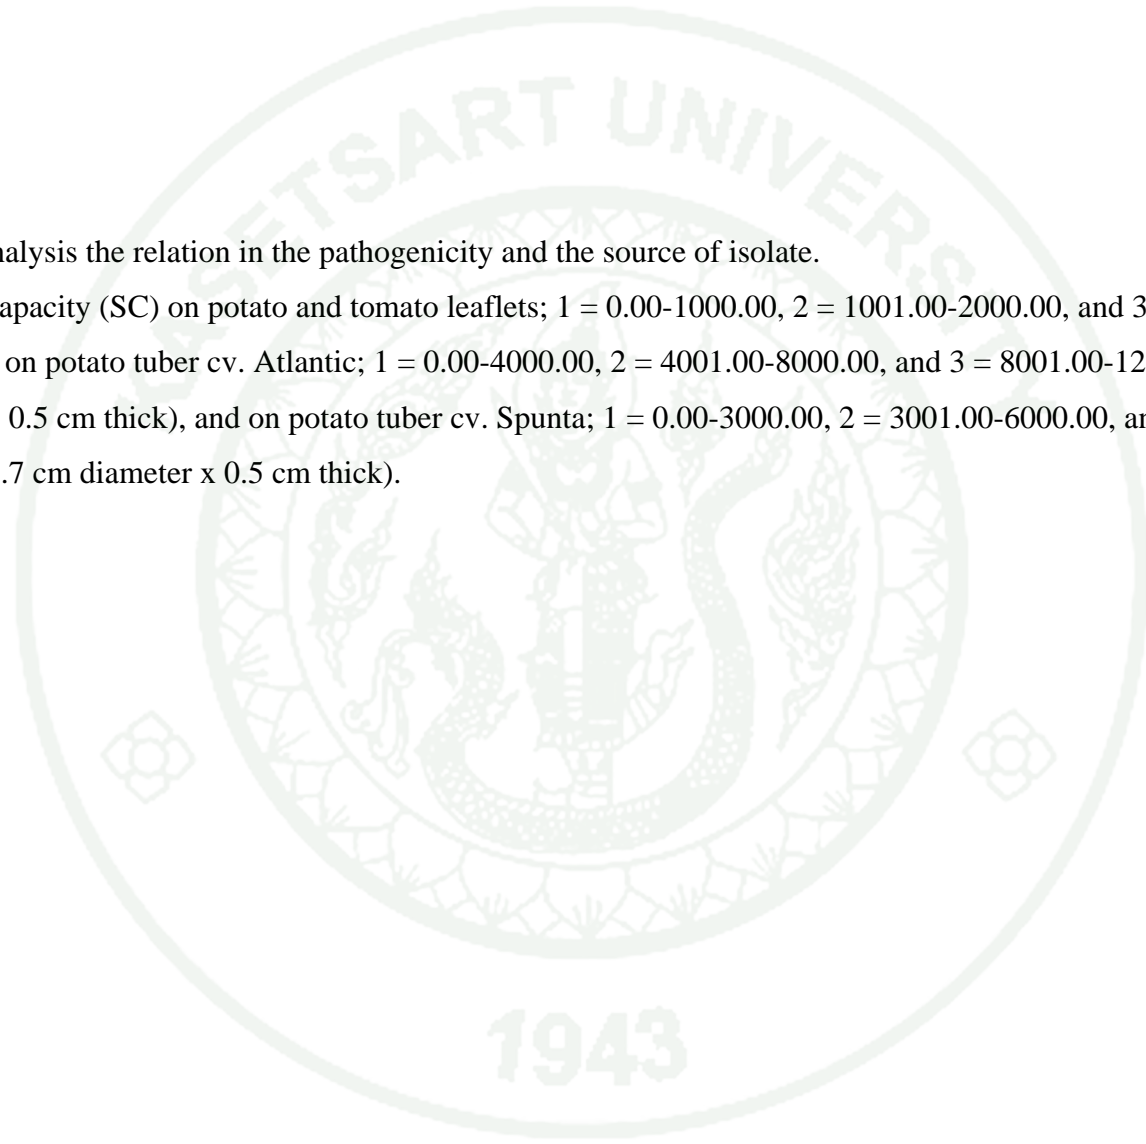 KASETSART UNIVERSITY
nalysis the relation in the pathogenicity and the source of isolate.
apacity (SC) on potato and tomato leaflets; 1 = 0.00-1000.00, 2 = 1001.00-2000.00, and 3
on potato tuber cv. Atlantic; 1 = 0.00-4000.00, 2 = 4001.00-8000.00, and 3 = 8001.00-12
0.5 cm thick), and on potato tuber cv. Spunta; 1 = 0.00-3000.00, 2 = 3001.00-6000.00, an
.7 cm diameter x 0.5 cm thick).
1943